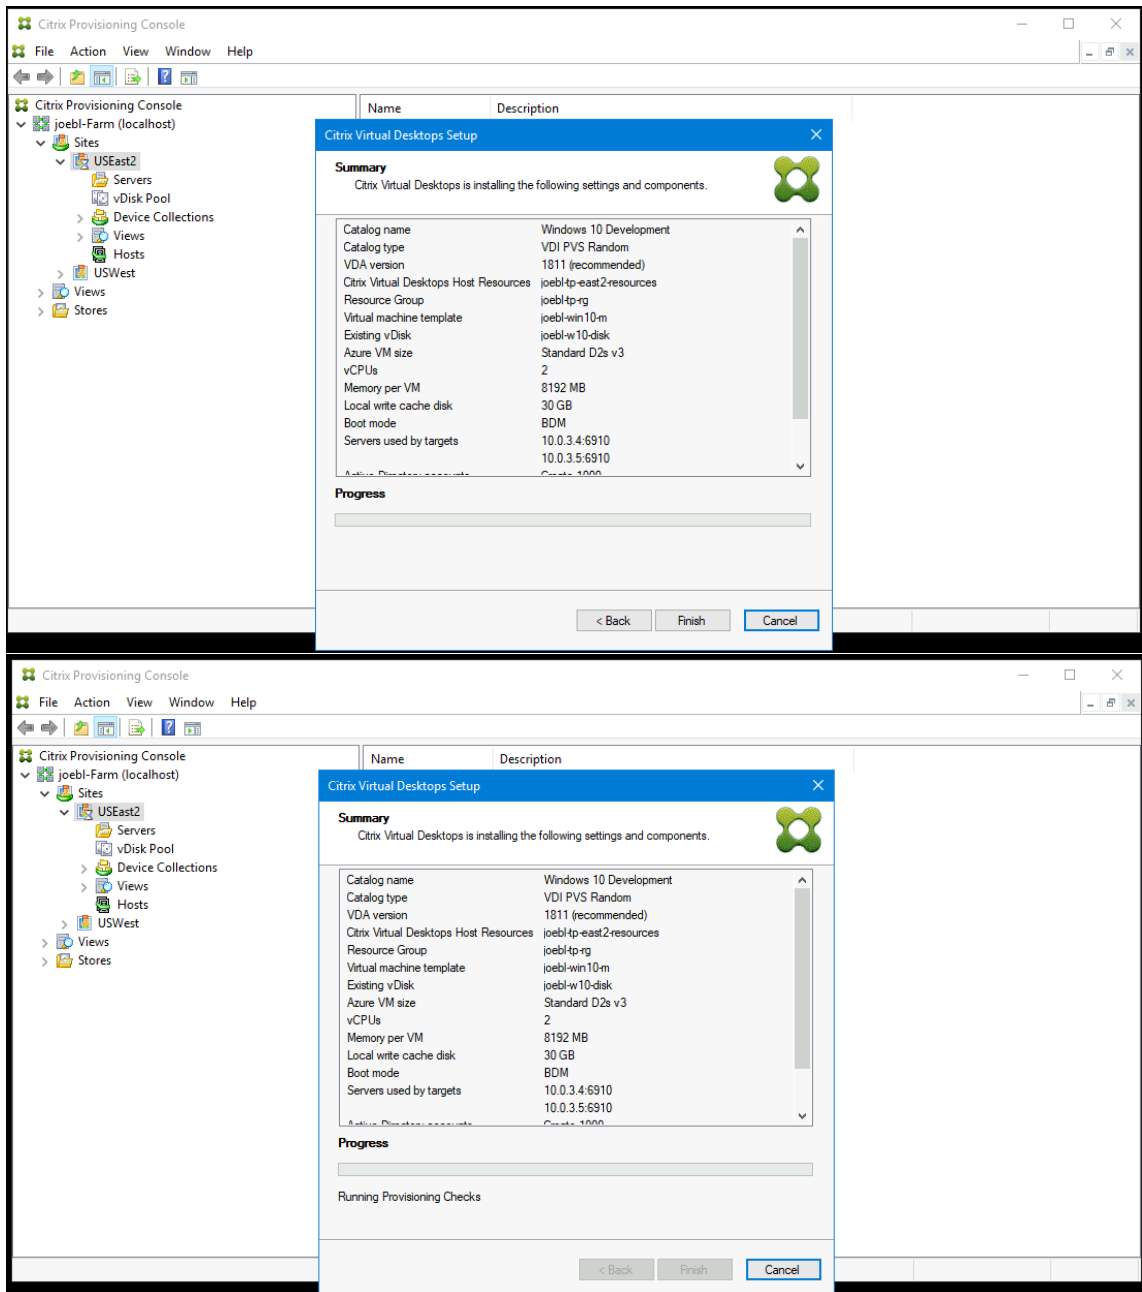 Citrix Provisioning Console
File Action View Window Help
Citrix Provisioning Console
joebl-Farm (localhost)
Sites
USEast2
Servers
vDisk Pool
Device Collections
Views
Hosts
USWest
Views
Stores
Name Description
Citrix Virtual Desktops Setup
Summary
Citrix Virtual Desktops is installing the following settings and components.
Catalog name Windows 10 Development
Catalog type VDI PVS Random
VDA version 1811 (recommended)
Citrix Virtual Desktops Host Resources joebl-tp-east2-resources
Resource Group joebl-tp-rg
Virtual machine template joebl-win10-m
Existing vDisk joebl-w10-disk
Azure VM size Standard D2s v3
vCPUs 2
Memory per VM 8192 MB
Local write cache disk 30 GB
Boot mode BDM
Servers used by targets 10.0.3.4:6910
10.0.3.5:6910
Active Directory accounts Create 1000
Progress
< Back Finish Cancel
Citrix Provisioning Console
File Action View Window Help
Citrix Provisioning Console
joebl-Farm (localhost)
Sites
USEast2
Servers
vDisk Pool
Device Collections
Views
Hosts
USWest
Views
Stores
Name Description
Citrix Virtual Desktops Setup
Summary
Citrix Virtual Desktops is installing the following settings and components.
Catalog name Windows 10 Development
Catalog type VDI PVS Random
VDA version 1811 (recommended)
Citrix Virtual Desktops Host Resources joebl-tp-east2-resources
Resource Group joebl-tp-rg
Virtual machine template joebl-win10-m
Existing vDisk joebl-w10-disk
Azure VM size Standard D2s v3
vCPUs 2
Memory per VM 8192 MB
Local write cache disk 30 GB
Boot mode BDM
Servers used by targets 10.0.3.4:6910
10.0.3.5:6910
Active Directory accounts Create 1000
Progress
Running Provisioning Checks
< Back Finish Cancel